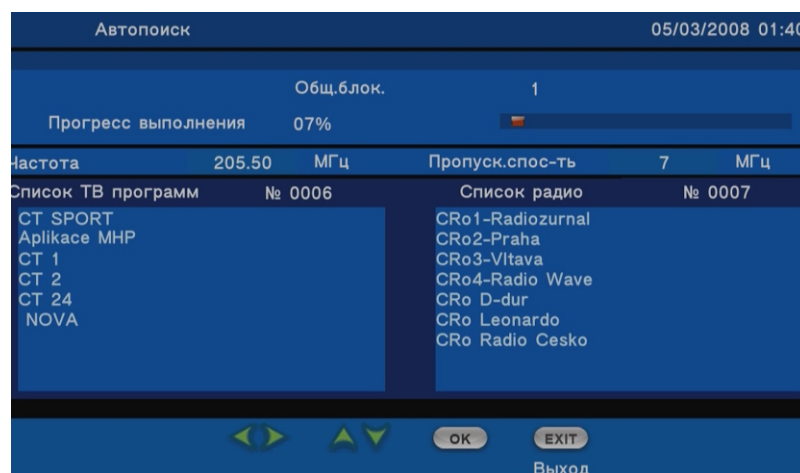 Автопоиск 05/03/2008 01:40
Общ.блок. 1
Прогресс выполнения 07%
Частота 205.50 МГц Пропуск.спос-ть 7 МГц
Список ТВ программ № 0006 Список радио № 0007
CT SPORT CRo1-Radiozurnal
Aplikace MHP CRo2-Praha
CT 1 CRo3-Vltava
CT 2 CRo4-Radio Wave
CT 24 CRo D-dur
NOVA CRo Leonardo
CRo Radio Cesko
OK EXIT
Выход